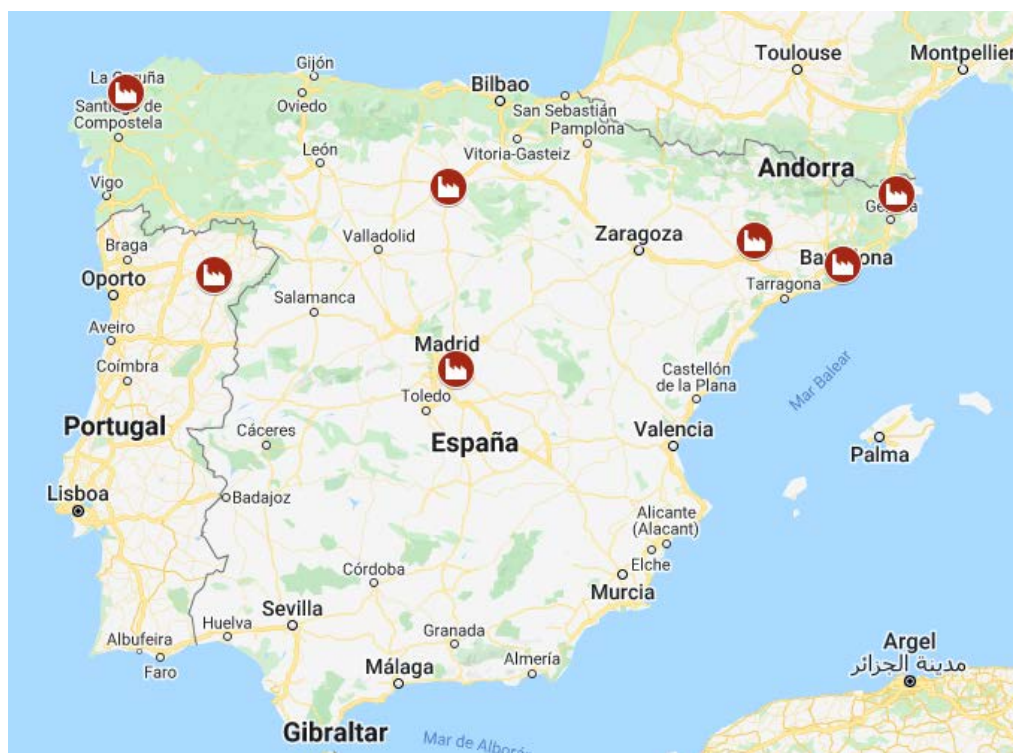 Toulouse
Montpellier
La Coruña
Gijón
Bilbao
Oviedo
San Sebastián
Santiago de
Compostela
Pamplona
Vitoria-Gasteiz
León
Andorra
Vigo
Valladolid
Zaragoza
Braga
Tarragona
Oporto
Salamanca
Aveiro
Madrid
Coímbra
Castellón
de la Plana
Mar Balear
Toledo
Portugal
Cáceres
España
Valencia
Palma
Lisboa
Badajoz
Alicante
(Alacant)
Elche
Córdoba
Murcia
Sevilla
Huelva
Granada
Albufeira
Faro
Almería
Málaga
Argel
مدينة الجزائر
Gibraltar